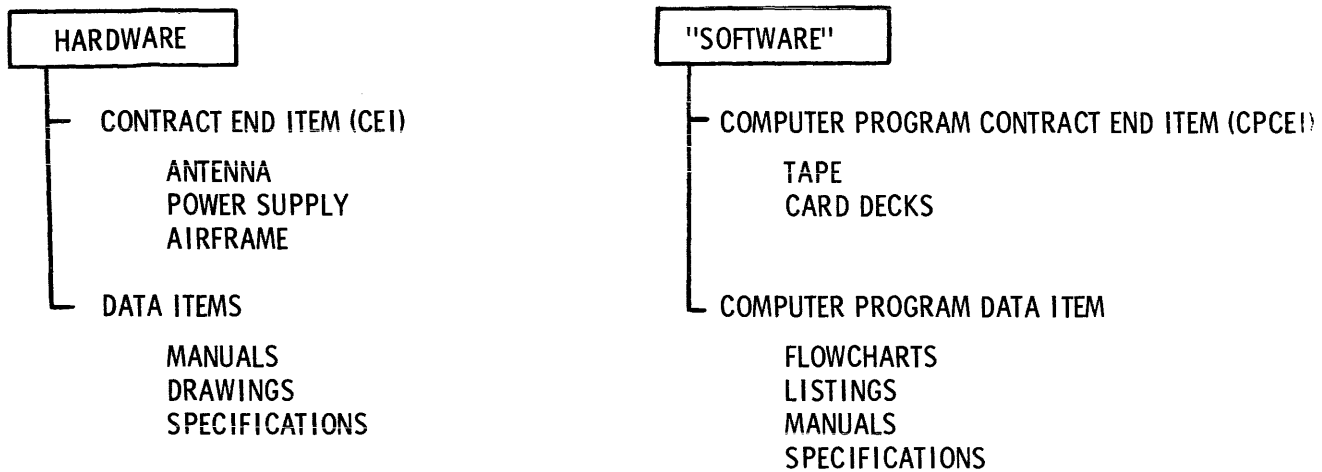 HARDWARE
CONTRACT END ITEM (CEI)
ANTENNA
POWER SUPPLY
AIRFRAME
DATA ITEMS
MANUALS
DRAWINGS
SPECIFICATIONS
"SOFTWARE"
COMPUTER PROGRAM CONTRACT END ITEM (CPCEI)
TAPE
CARD DECKS
COMPUTER PROGRAM DATA ITEM
FLOWCHARTS
LISTINGS
MANUALS
SPECIFICATIONS